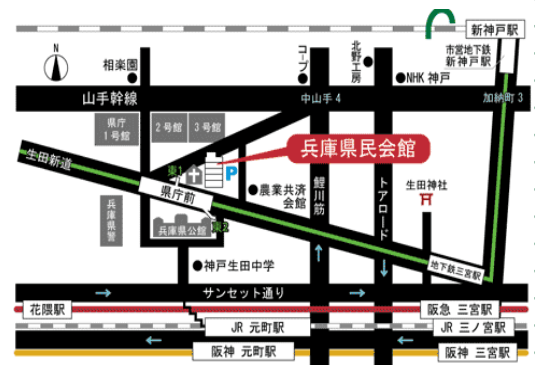 新神戸駅
N
相楽園
コープ
北野工房
市営地下鉄
新神戸駅
NHK 神戸
山手幹線
中山手 4
加納町 3
県庁
1号館
2号館
3号館
兵庫県民会館
生田新道
東1
P
県庁前
農業共済
会館
鯉川筋
トアロード
生田神社
兵庫県警
兵庫県公館
東2
神戸生田中学
地下鉄三宮駅
サンセット通り
花隈駅
阪急 三宮駅
JR 元町駅
JR 三ノ宮駅
阪神 元町駅
阪神 三宮駅